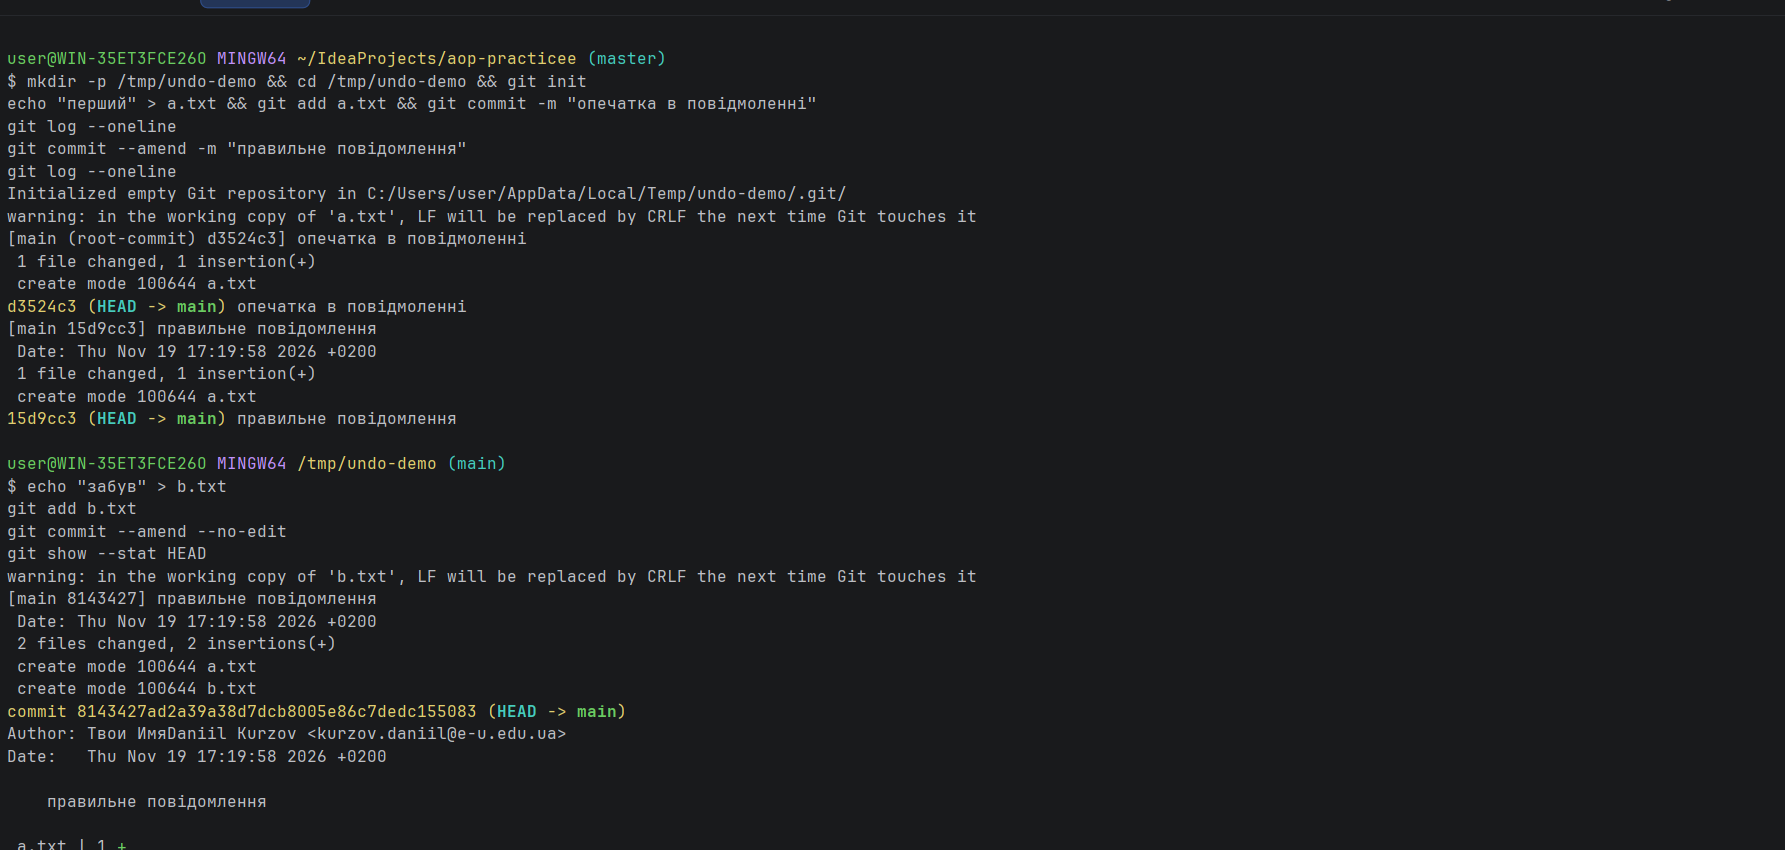 user@WIN-35ET3FCE260 MINGW64 ~/IdeaProjects/aop-practicee (master)
$ mkdir -p /tmp/undo-demo && cd /tmp/undo-demo && git init
echo "перший" > a.txt && git add a.txt && git commit -m "опечатка в повідмоленні"
git log --oneline
git commit --amend -m "правильне повідомлення"
git log --oneline
Initialized empty Git repository in C:/Users/user/AppData/Local/Temp/undo-demo/.git/
warning: in the working copy of 'a.txt', LF will be replaced by CRLF the next time Git touches it
[main (root-commit) d3524c3] опечатка в повідмоленні
 1 file changed, 1 insertion(+)
 create mode 100644 a.txt
d3524c3 (HEAD -> main) опечатка в повідмоленні
[main 15d9cc3] правильне повідомлення
 Date: Thu Nov 19 17:19:58 2026 +0200
 1 file changed, 1 insertion(+)
 create mode 100644 a.txt
15d9cc3 (HEAD -> main) правильне повідомлення
user@WIN-35ET3FCE260 MINGW64 /tmp/undo-demo (main)
$ echo "забув" > b.txt
git add b.txt
git commit --amend --no-edit
git show --stat HEAD
warning: in the working copy of 'b.txt', LF will be replaced by CRLF the next time Git touches it
[main 8143427] правильне повідомлення
 Date: Thu Nov 19 17:19:58 2026 +0200
 2 files changed, 2 insertions(+)
 create mode 100644 a.txt
 create mode 100644 b.txt
commit 8143427ad2a39a38d7dcb8005e86c7dedc155083 (HEAD -> main)
Author: Твои ИмяDaniil Kurzov <kurzov.daniil@e-u.edu.ua>
Date:   Thu Nov 19 17:19:58 2026 +0200
    правильне повідомлення
 a.txt | 1 +